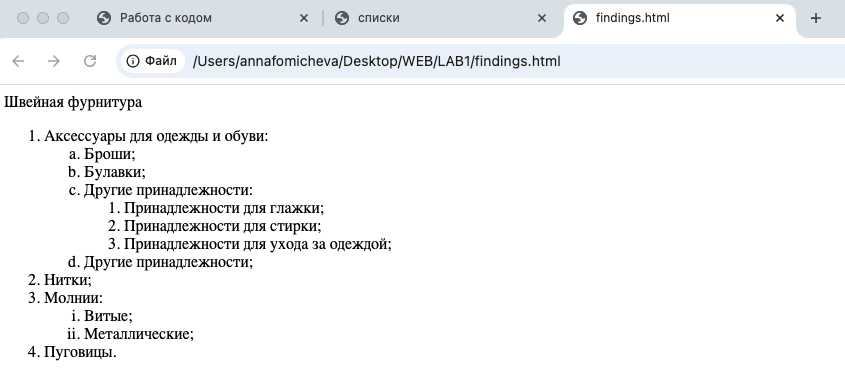 Работа с кодом
списки
findings.html
Файл
/Users/annafomicheva/Desktop/WEB/LAB1/findings.html
Швейная фурнитура
1. Аксессуары для одежды и обуви:
a. Броши;
b. Булавки;
c. Другие принадлежности:
1. Принадлежности для глажки;
2. Принадлежности для стирки;
3. Принадлежности для ухода за одеждой;
d. Другие принадлежности;
2. Нитки;
3. Молнии:
i. Витые;
ii. Металлические;
4. Пуговицы.